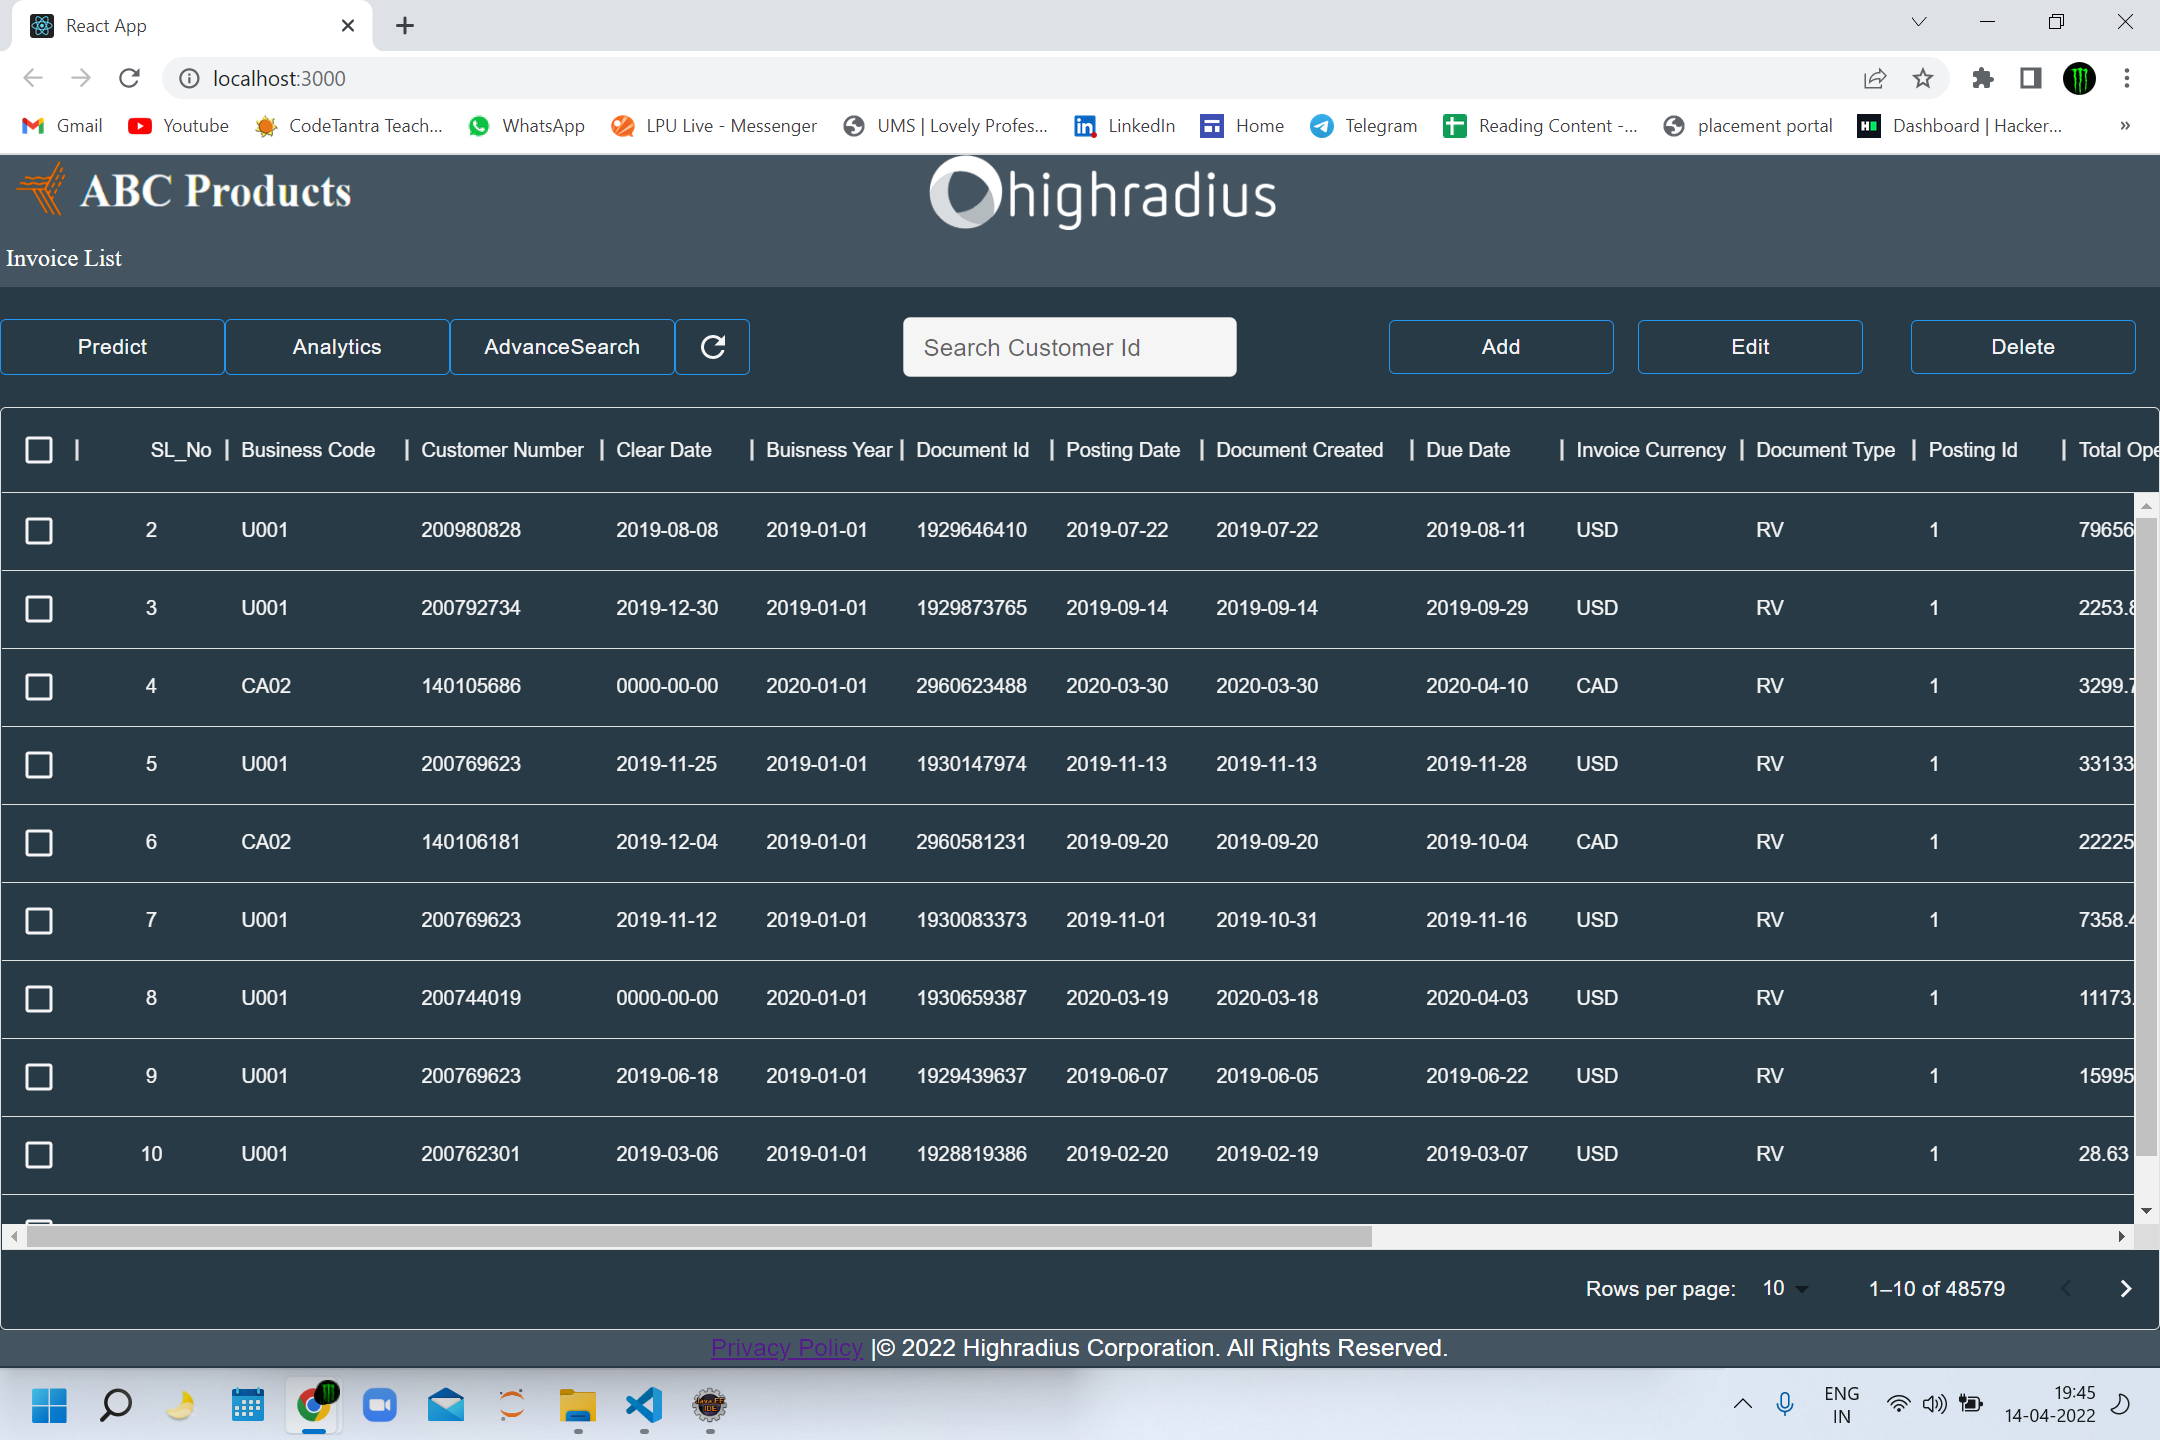 React App
localhost:3000
Gmail Youtube CodeTantra Teach... WhatsApp LPU Live - Messenger UMS | Lovely Profes... LinkedIn Home Telegram Reading Content -... placement portal Dashboard | Hacker... »
ABC Products highradius
Invoice List
Predict Analytics AdvanceSearch Search Customer Id Add Edit Delete
SL_No Business Code Customer Number Clear Date Buisness Year Document Id Posting Date Document Created Due Date Invoice Currency Document Type Posting Id Total Ope
2 U001 200980828 2019-08-08 2019-01-01 1929646410 2019-07-22 2019-07-22 2019-08-11 USD RV 1 79656
3 U001 200792734 2019-12-30 2019-01-01 1929873765 2019-09-14 2019-09-14 2019-09-29 USD RV 1 2253.8
4 CA02 140105686 0000-00-00 2020-01-01 2960623488 2020-03-30 2020-03-30 2020-04-10 CAD RV 1 3299.7
5 U001 200769623 2019-11-25 2019-01-01 1930147974 2019-11-13 2019-11-13 2019-11-28 USD RV 1 33133
6 CA02 140106181 2019-12-04 2019-01-01 2960581231 2019-09-20 2019-09-20 2019-10-04 CAD RV 1 22225
7 U001 200769623 2019-11-12 2019-01-01 1930083373 2019-11-01 2019-10-31 2019-11-16 USD RV 1 7358.4
8 U001 200744019 0000-00-00 2020-01-01 1930659387 2020-03-19 2020-03-18 2020-04-03 USD RV 1 11173.
9 U001 200769623 2019-06-18 2019-01-01 1929439637 2019-06-07 2019-06-05 2019-06-22 USD RV 1 15995
10 U001 200762301 2019-03-06 2019-01-01 1928819386 2019-02-20 2019-02-19 2019-03-07 USD RV 1 28.63
Rows per page: 10 1–10 of 48579
Privacy Policy |© 2022 Highradius Corporation. All Rights Reserved.
ENG 19:45
IN 14-04-2022